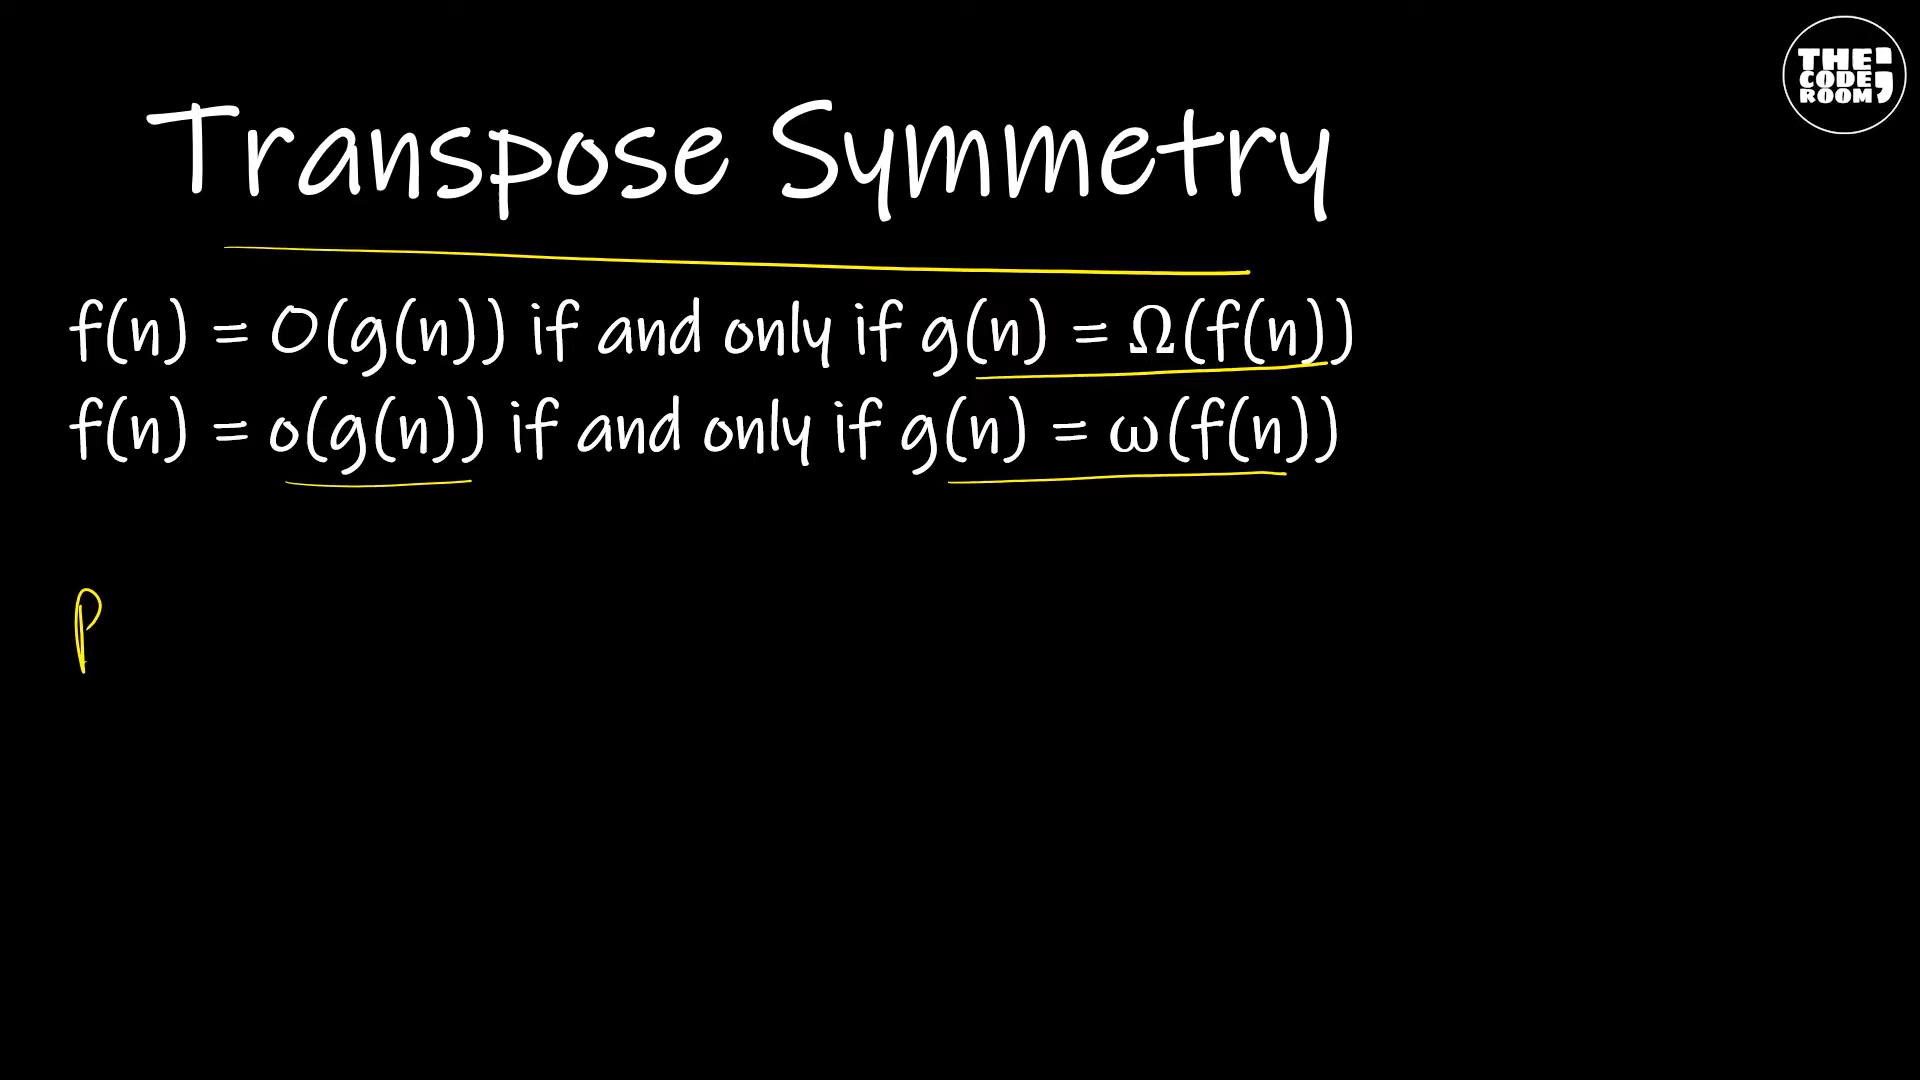 THE
CODE
ROOM;
Transpose Symmetry
f(n) = O(g(n)) if and only if g(n) = Ω(f(n))
f(n) = o(g(n)) if and only if g(n) = ω(f(n))
P